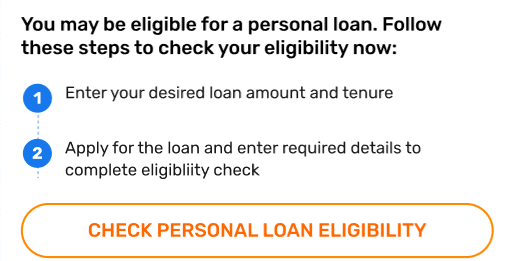 You may be eligible for a personal loan. Follow
these steps to check your eligibility now:
1 Enter your desired loan amount and tenure
2 Apply for the loan and enter required details to
complete eligibliity check
CHECK PERSONAL LOAN ELIGIBILITY